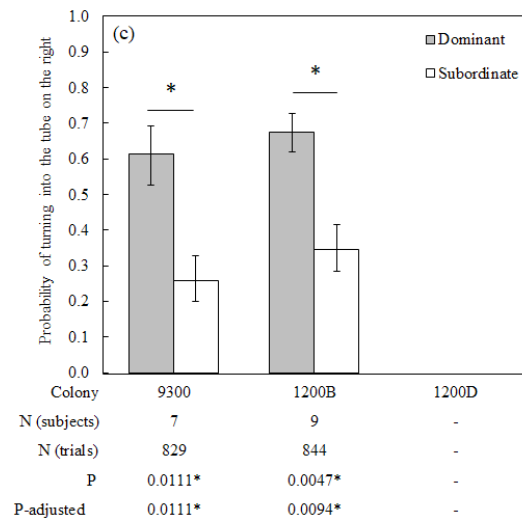 (c)
Dominant
Subordinate
*
*
Probability of turning into the tube on the right
1.0
0.9
0.8
0.7
0.6
0.5
0.4
0.3
0.2
0.1
0.0
Colony 9300 1200B 1200D
N (subjects) 7 9 -
N (trials) 829 844 -
P 0.0111* 0.0047* -
P-adjusted 0.0111* 0.0094* -